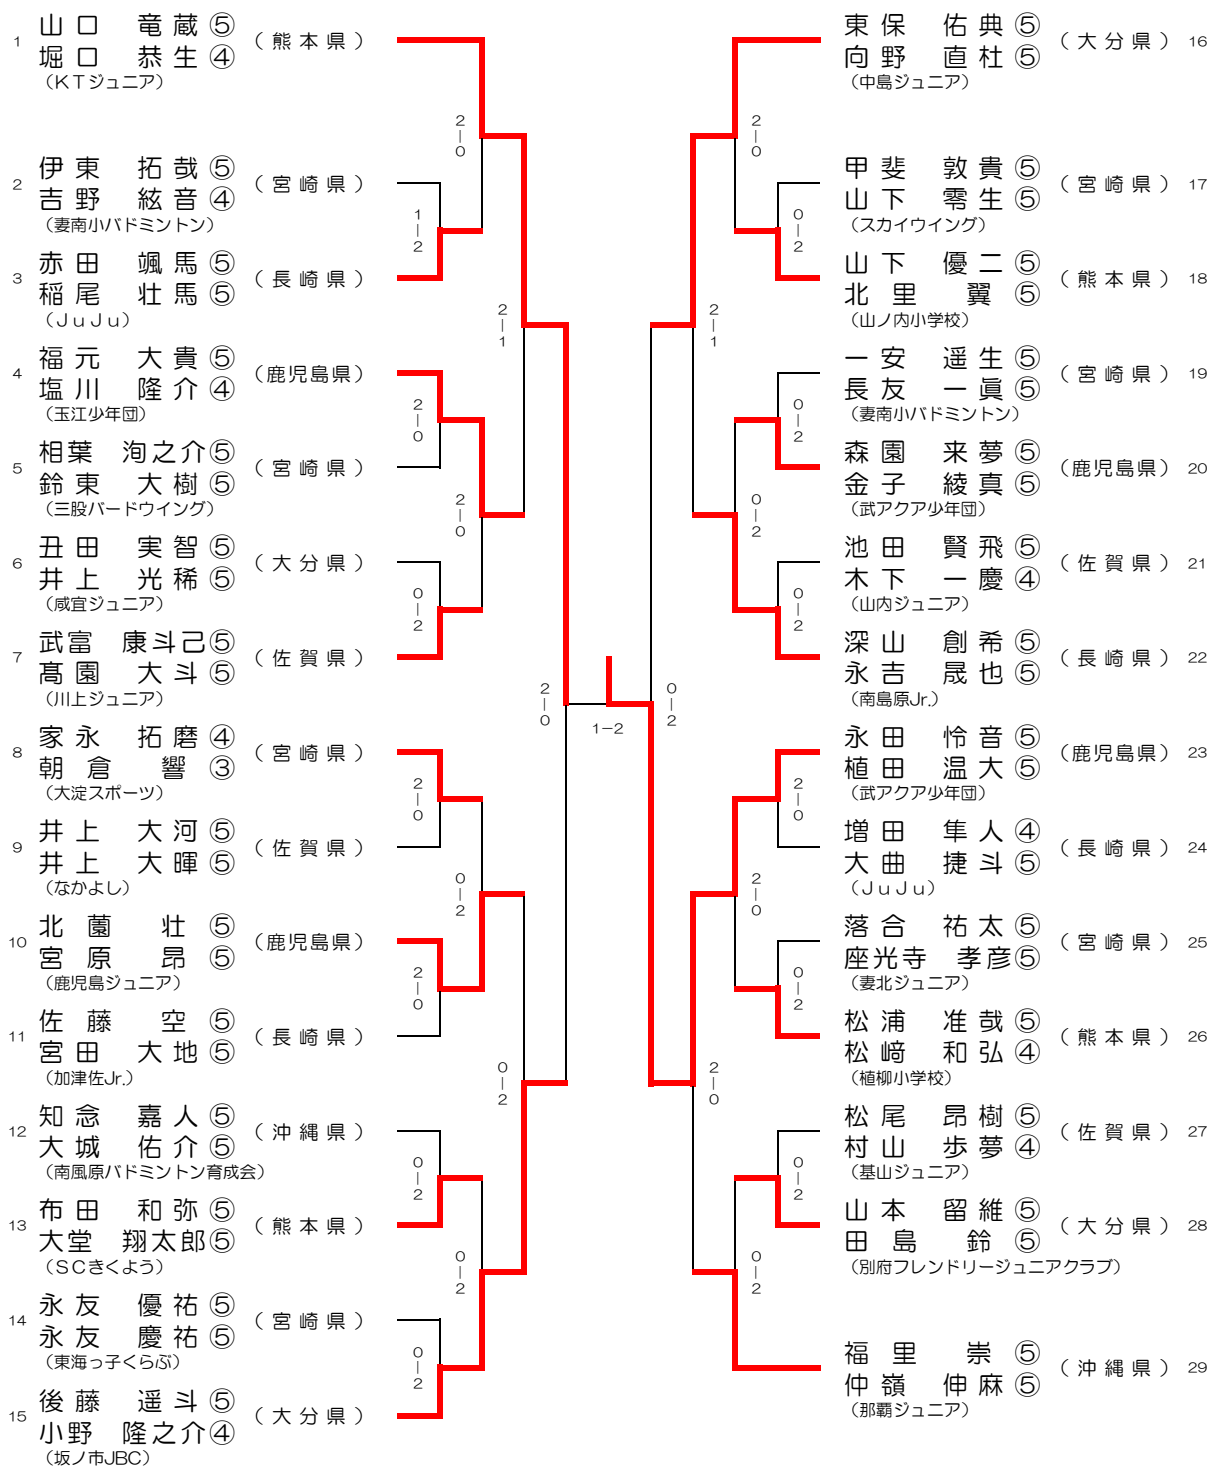 1 山口 竜蔵⑤ (熊本県)
堀口 恭生④
(KTジュニア)
2 伊東 拓哉⑤ (宮崎県)
吉野 絃音④
(妻南小バドミントン)
3 赤田 颯馬⑤ (長崎県)
稲尾 壮馬⑤
(JuJu)
4 福元 大貴⑤ (鹿児島県)
塩川 隆介④
(玉江少年団)
5 相葉 洵之介⑤ (宮崎県)
鈴東 大樹⑤
(三股バードウイング)
6 丑田 実智⑤ (大分県)
井上 光稀⑤
(咸宜ジュニア)
7 武富 康斗己⑤ (佐賀県)
髙園 大斗⑤
(川上ジュニア)
8 家永 拓磨④ (宮崎県)
朝倉 響③
(大淀スポーツ)
9 井上 大河⑤ (佐賀県)
井上 大暉⑤
(なかよし)
10 北薗 壮⑤ (鹿児島県)
宮原 昂⑤
(鹿児島ジュニア)
11 佐藤 空⑤ (長崎県)
宮田 大地⑤
(加津佐Jr.)
12 知念 嘉人⑤ (沖縄県)
大城 佑介⑤
(南風原バドミントン育成会)
13 布田 和弥⑤ (熊本県)
大堂 翔太郎⑤
(SCきくよう)
14 永友 優祐⑤ (宮崎県)
永友 慶祐⑤
(東海っ子くらぶ)
15 後藤 遥斗⑤ (大分県)
小野 隆之介④
(坂ノ市JBC)
2-0
1-2
2-1
2-0
2-0
0-2
2-0
2-0
0-2
2-0
0-2
0-2
0-2
0-2
1-2
東保 佑典⑤ (大分県) 16
向野 直杜⑤
(中島ジュニア)
甲斐 敦貴⑤ (宮崎県) 17
山下 零生⑤
(スカイウイング)
山下 優二⑤ (熊本県) 18
北里 翼⑤
(山ノ内小学校)
一安 遥生⑤ (宮崎県) 19
長友 一眞⑤
(妻南小バドミントン)
森園 来夢⑤ (鹿児島県) 20
金子 綾真⑤
(武アクア少年団)
池田 賢飛⑤ (佐賀県) 21
木下 一慶④
(山内ジュニア)
深山 創希⑤ (長崎県) 22
永吉 晟也⑤
(南島原Jr.)
永田 怜音⑤ (鹿児島県) 23
植田 温大⑤
(武アクア少年団)
増田 隼人④ (長崎県) 24
大曲 捷斗⑤
(JuJu)
落合 祐太⑤ (宮崎県) 25
座光寺 孝彦⑤
(妻北ジュニア)
松浦 准哉⑤ (熊本県) 26
松﨑 和弘④
(植柳小学校)
松尾 昂樹⑤ (佐賀県) 27
村山 歩夢④
(基山ジュニア)
山本 留維⑤ (大分県) 28
田島 鈴⑤
(別府フレンドリージュニアクラブ)
福里 崇⑤ (沖縄県) 29
仲嶺 伸麻⑤
(那覇ジュニア)
2-0
0-2
2-1
0-2
0-2
0-2
2-0
2-0
0-2
2-0